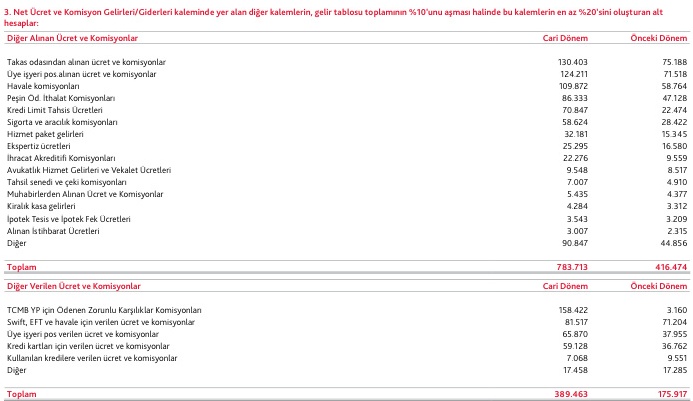 3. Net Ücret ve Komisyon Gelirleri/Giderleri kaleminde yer alan diğer kalemlerin, gelir tablosu toplamının %10'unu aşması halinde bu kalemlerin en az %20'sini oluşturan alt
hesaplar:
Diğer Alınan Ücret ve Komisyonlar Cari Dönem Önceki Dönem
Takas odasından alınan ücret ve komisyonlar 130.403 75.188
Üye işyeri pos.alınan ücret ve komisyonlar 124.211 71.518
Havale komisyonları 109.872 58.764
Peşin Öd. İthalat Komisyonları 86.333 47.128
Kredi Limit Tahsis Ücretleri 70.847 22.474
Sigorta ve aracılık komisyonları 58.624 28.422
Hizmet paket gelirleri 32.181 15.345
Ekspertiz ücretleri 25.295 16.580
İhracat Akreditifi Komisyonları 22.276 9.559
Avukatlık Hizmet Gelirleri ve Vekalet Ücretleri 9.548 8.517
Tahsil senedi ve çeki komisyonları 7.007 4.910
Muhabirlerden Alınan Ücret ve Komisyonlar 5.435 4.377
Kiralık kasa gelirleri 4.284 3.312
İpotek Tesis ve İpotek Fek Ücretleri 3.543 3.209
Alınan İstihbarat Ücretleri 3.007 2.315
Diğer 90.847 44.856
Toplam 783.713 416.474
Diğer Verilen Ücret ve Komisyonlar Cari Dönem Önceki Dönem
TCMB YP için Ödenen Zorunlu Karşılıklar Komisyonları 158.422 3.160
Swift, EFT ve havale için verilen ücret ve komisyonlar 81.517 71.204
Üye işyeri pos verilen ücret ve komisyonlar 65.870 37.955
Kredi kartları için verilen ücret ve komisyonlar 59.128 36.762
Kullanılan kredilere verilen ücret ve komisyonlar 7.068 9.551
Diğer 17.458 17.285
Toplam 389.463 175.917